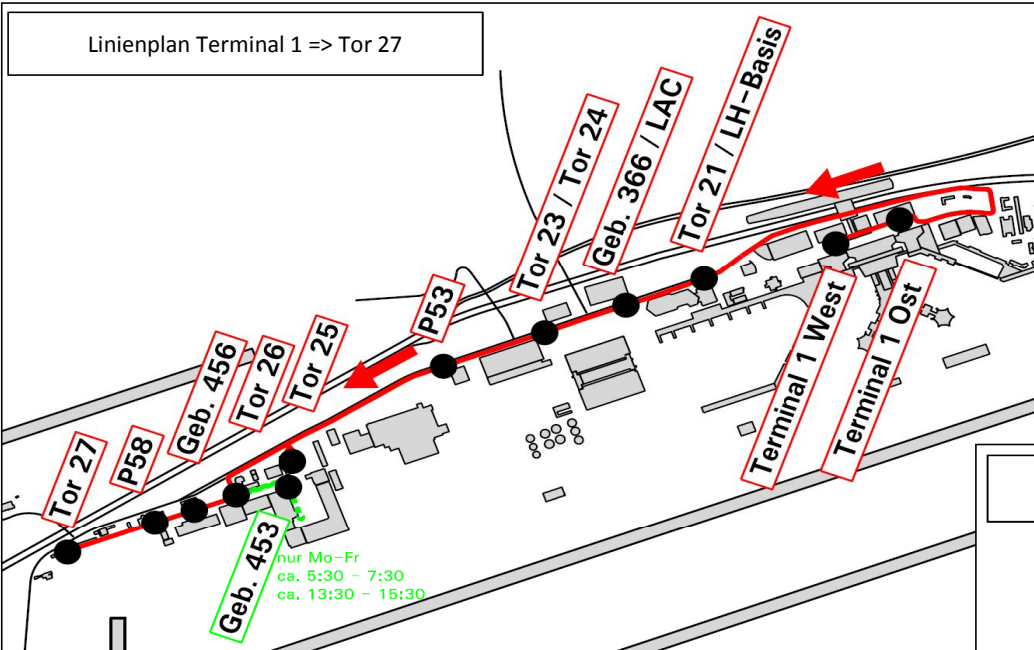 Linienplan Terminal 1 => Tor 27
Tor 27
P58
Geb. 456
Tor 26
Tor 25
P53
Tor 23 / Tor 24
Geb. 366 / LAC
Tor 21 / LH-Basis
Terminal 1 West
Terminal 1 Ost
Geb. 453
nur Mo-Fr
ca. 5:30 - 7:30
ca. 13:30 - 15:30